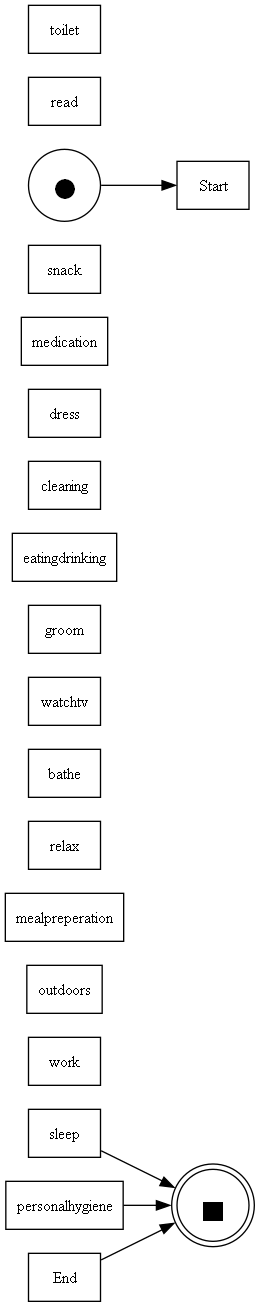 toilet
read
Start
snack
medication
dress
cleaning
eatingdrinking
groom
watchtv
bathe
relax
mealpreperation
outdoors
work
sleep
personalhygiene
End